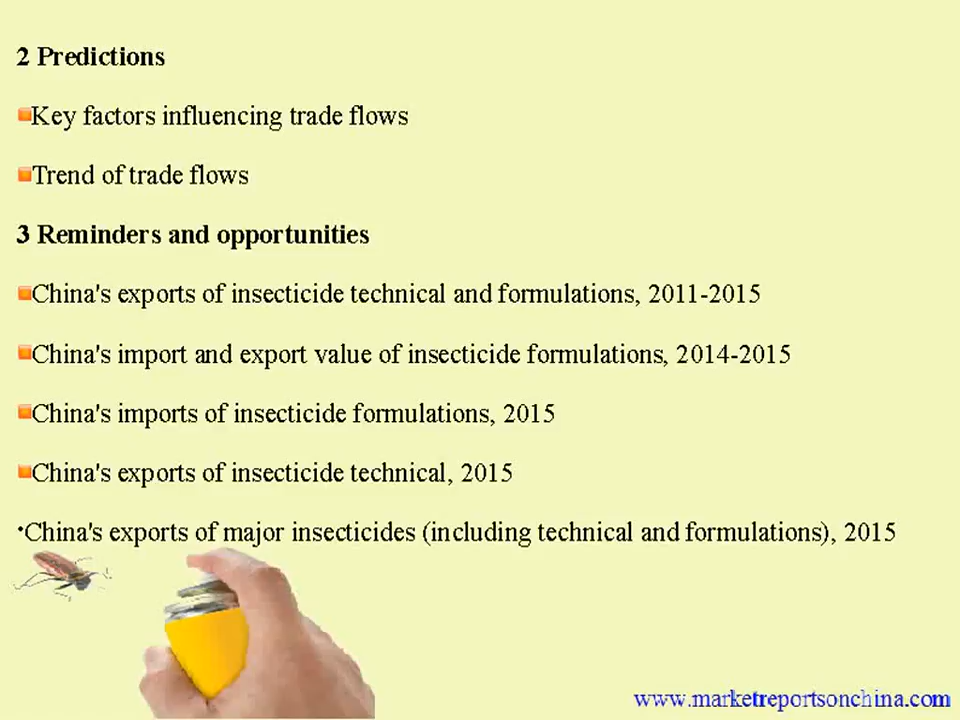 2 Predictions
Key factors influencing trade flows
Trend of trade flows
3 Reminders and opportunities
China's exports of insecticide technical and formulations, 2011-2015
China's import and export value of insecticide formulations, 2014-2015
China's imports of insecticide formulations, 2015
China's exports of insecticide technical, 2015
·China's exports of major insecticides (including technical and formulations), 2015
www.marketreportsonchina.com